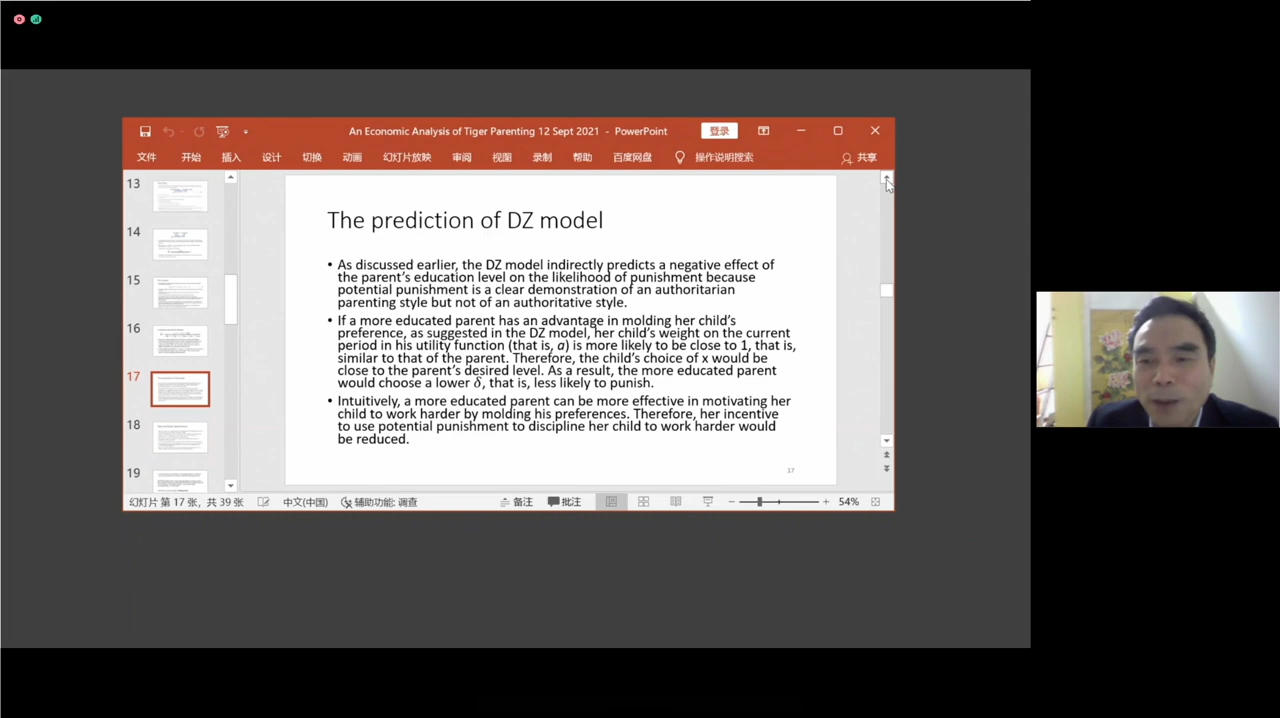 An Economic Analysis of Tiger Parenting 12 Sept 2021 - PowerPoint
登录
文件 开始 插入 设计 切换 动画 幻灯片放映 审阅 视图 录制 帮助 百度网盘 操作说明搜索 共享
13
14
15
16
17
18
19
The prediction of DZ model
• As discussed earlier, the DZ model indirectly predicts a negative effect of
the parent's education level on the likelihood of punishment because
potential punishment is a clear demonstration of an authoritarian
parenting style but not of an authoritative style.
• If a more educated parent has an advantage in molding her child's
preference, as suggested in the DZ model, her child's weight on the current
period in his utility function (that is, a) is more likely to be close to 1, that is,
similar to that of the parent. Therefore, the child's choice of x would be
close to the parent's desired level. As a result, the more educated parent
would choose a lower δ, that is, less likely to punish.
• Intuitively, a more educated parent can be more effective in motivating her
child to work harder by molding his preferences. Therefore, her incentive
to use potential punishment to discipline her child to work harder would
be reduced.
17
幻灯片 第 17 张，共 39 张 中文(中国) 辅助功能: 调查 备注 批注 54%